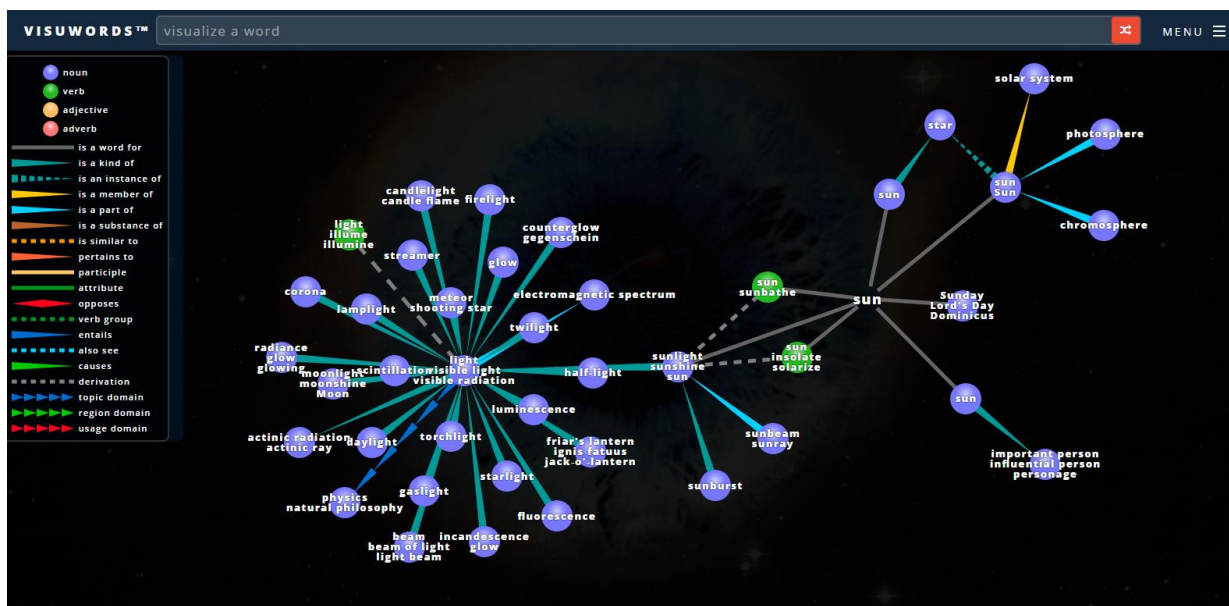 VISUWORDS™
visualize a word
MENU
noun
verb
adjective
adverb
is a word for
is a kind of
is an instance of
is a member of
is a part of
is a substance of
is similar to
pertains to
participle
attribute
opposes
verb group
entails
also see
causes
derivation
topic domain
region domain
usage domain
candlelight
candle flame
firelight
light
illume
illumine
counterglow
gegenschein
streamer
glow
corona
lamplight
meteor
shooting star
electromagnetic spectrum
twilight
radiance
glow
glowing
moonlight
moonshine
Moon
scintillation
light
visible light
visible radiation
half-light
luminescence
actinic radiation
actinic ray
daylight
torchlight
friar's lantern
ignis fatuus
jack-o'-lantern
starlight
physics
natural philosophy
gaslight
fluorescence
beam
beam of light
light beam
incandescence
glow
sunlight
sunshine
sun
sunbeam
sunray
sunburst
sun
sunbathe
sun
insolate
solarize
sun
solar system
star
photosphere
sun
sun
Sun
chromosphere
Sunday
Lord's Day
Dominicus
sun
important person
influential person
personage